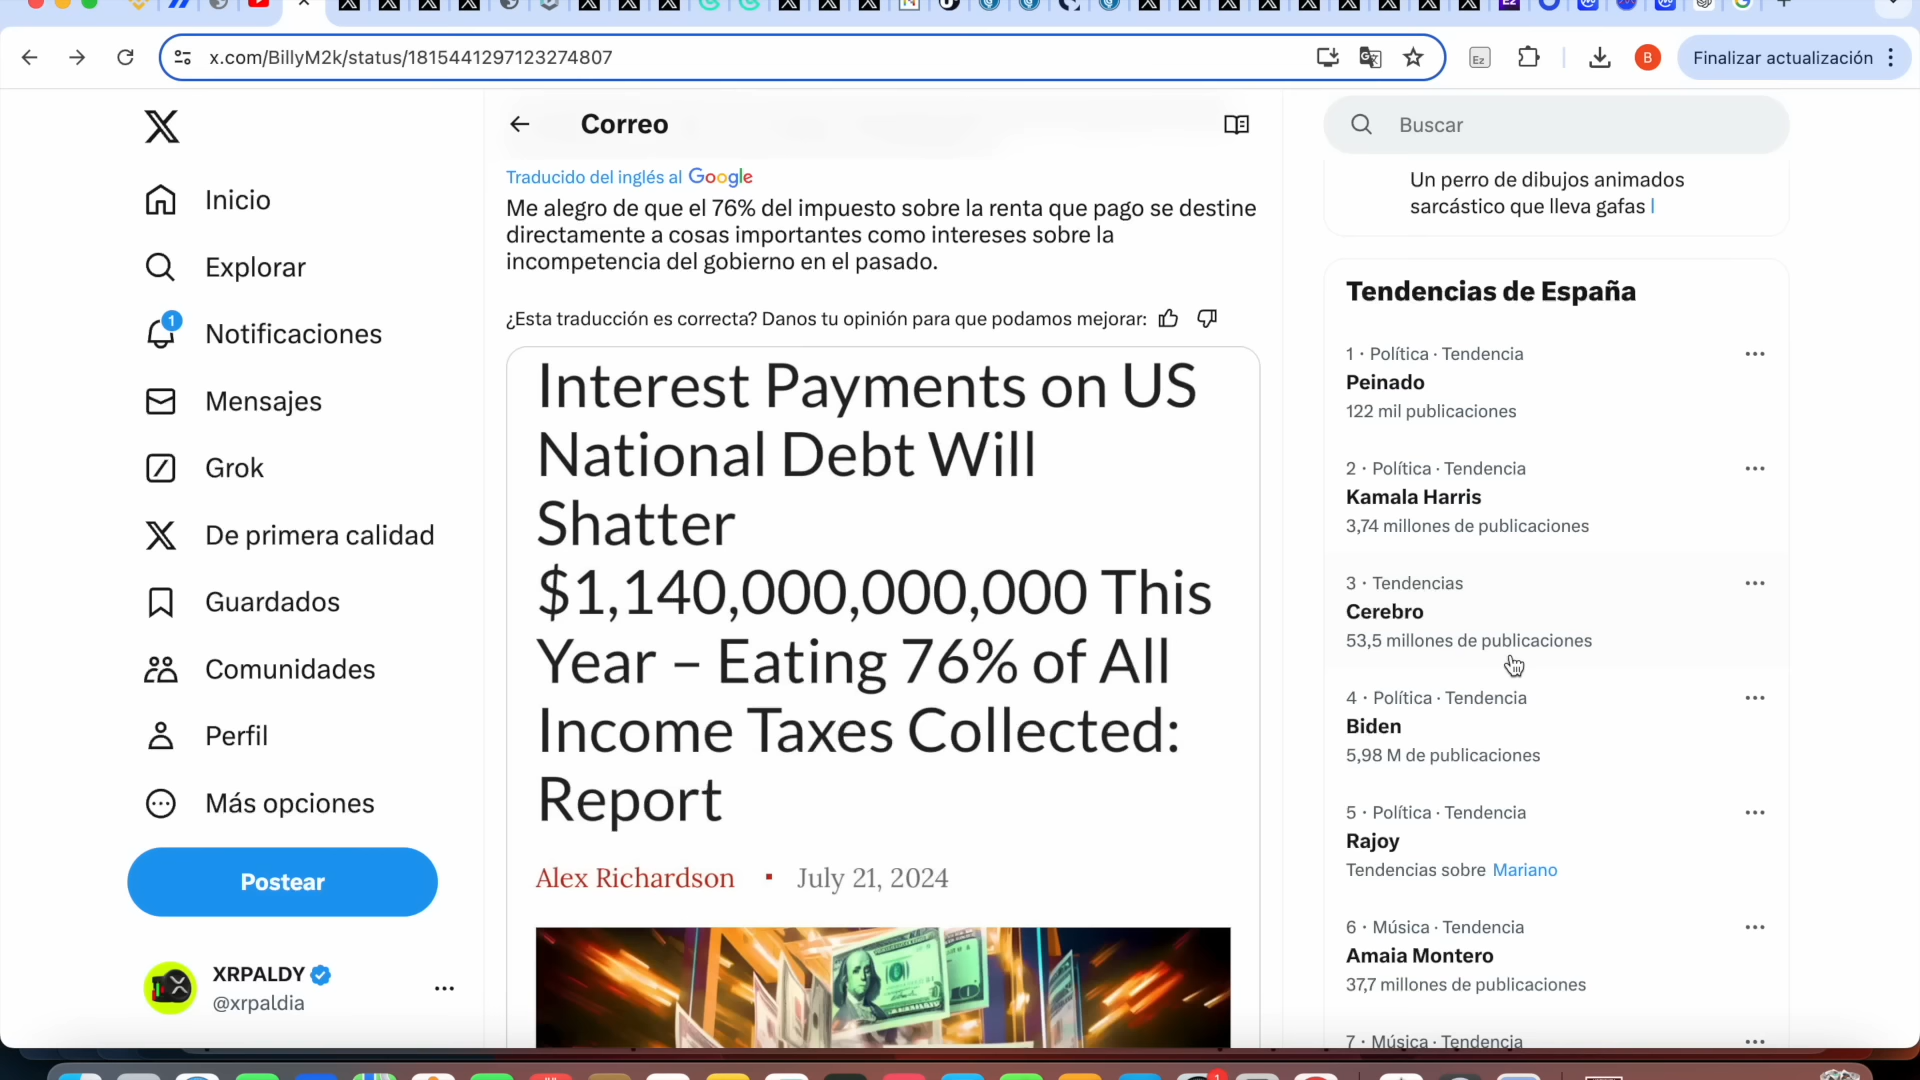 x.com/BillyM2k/status/1815441297123274807
Ez
B
Finalizar actualización
Inicio
Explorar
1
Notificaciones
Mensajes
Grok
De primera calidad
Guardados
Comunidades
Perfil
Más opciones
Postear
XRPALDY
@xrpaldia
Correo
Traducido del inglés al Google
Me alegro de que el 76% del impuesto sobre la renta que pago se destine
directamente a cosas importantes como intereses sobre la
incompetencia del gobierno en el pasado.
¿Esta traducción es correcta? Danos tu opinión para que podamos mejorar:
Interest Payments on US
National Debt Will
Shatter
$1,140,000,000,000 This
Year – Eating 76% of All
Income Taxes Collected:
Report
Alex Richardson ▪ July 21, 2024
Buscar
Un perro de dibujos animados
sarcástico que lleva gafas |
Tendencias de España
1 · Política · Tendencia
Peinado
122 mil publicaciones
2 · Política · Tendencia
Kamala Harris
3,74 millones de publicaciones
3 · Tendencias
Cerebro
53,5 millones de publicaciones
4 · Política · Tendencia
Biden
5,98 M de publicaciones
5 · Política · Tendencia
Rajoy
Tendencias sobre Mariano
6 · Música · Tendencia
Amaia Montero
37,7 millones de publicaciones
7 · Música · Tendencia